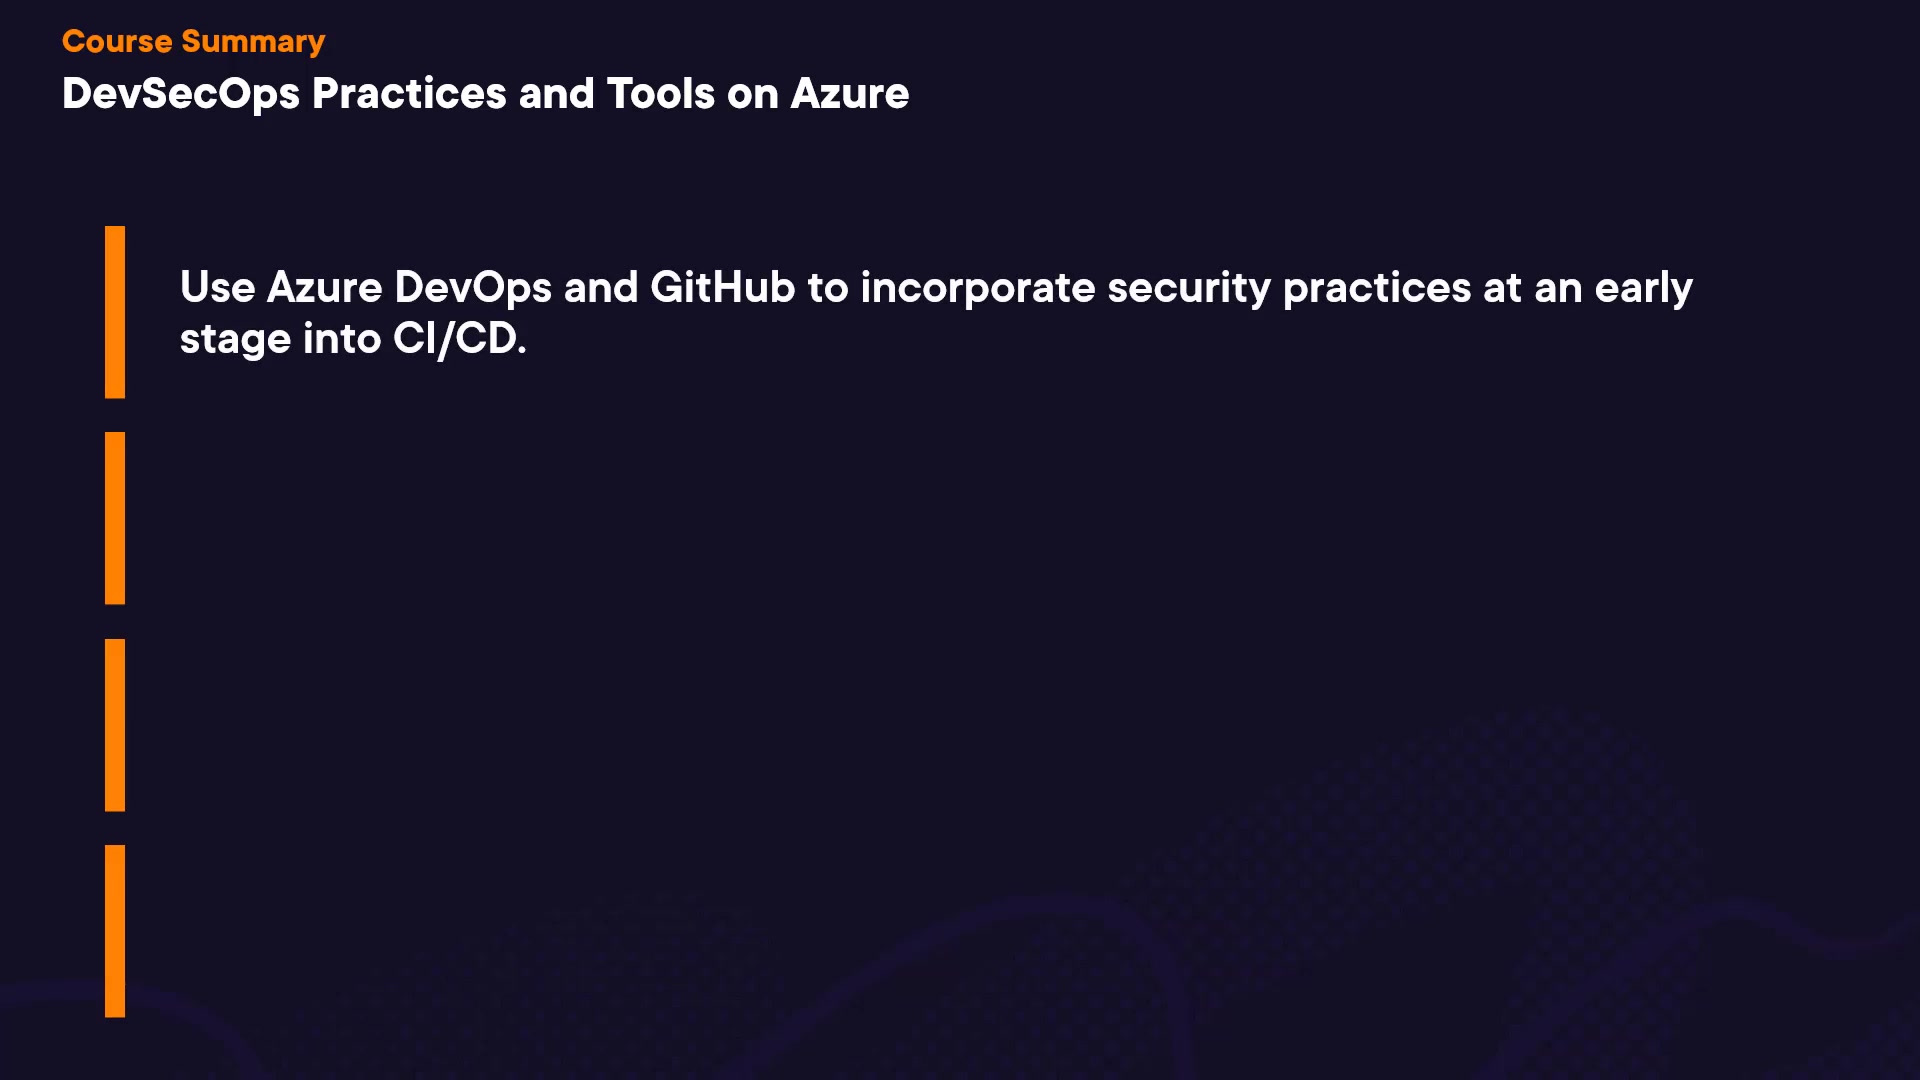 Course Summary
DevSecOps Practices and Tools on Azure
Use Azure DevOps and GitHub to incorporate security practices at an early
stage into CI/CD.